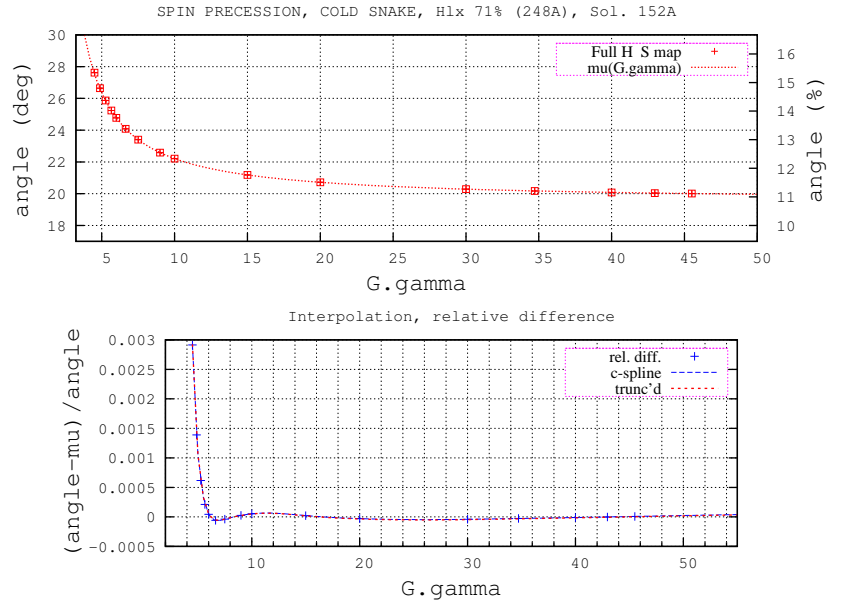 SPIN PRECESSION, COLD SNAKE, Hlx 71% (248A), Sol. 152A
30
28
26
24
22
20
18
angle (deg)
16
15
14
13
12
11
10
angle (%)
Full H S map
mu(G.gamma)
5 10 15 20 25 30 35 40 45 50
G.gamma
Interpolation, relative difference
0.003
0.0025
0.002
0.0015
0.001
0.0005
0
-0.0005
(angle-mu)/angle
rel. diff.
c-spline
trunc'd
10 20 30 40 50
G.gamma